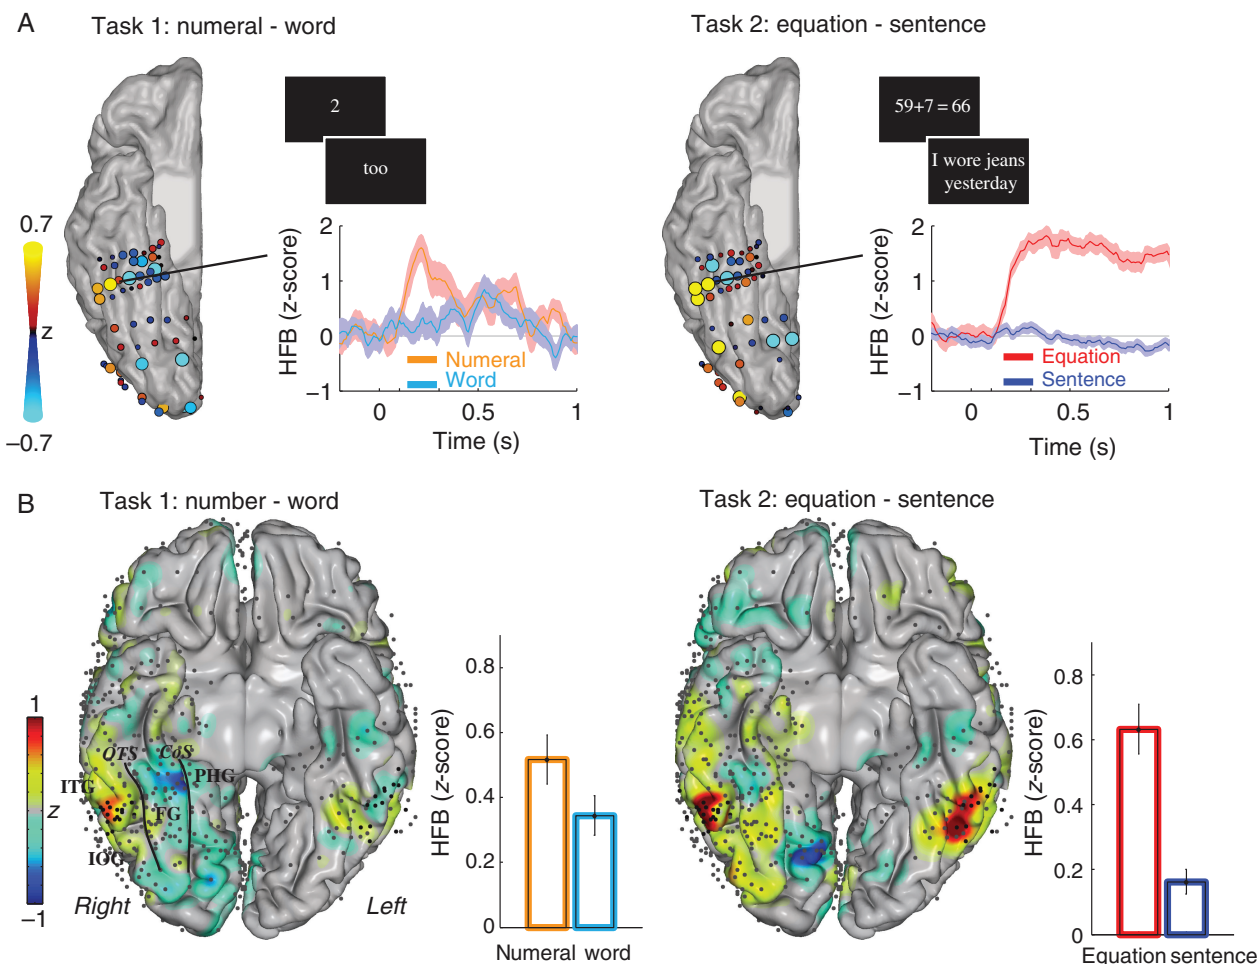 A
Task 1: numeral - word
Task 2: equation - sentence
2
too
59+7 = 66
I wore jeans
yesterday
0.7
z
–0.7
HFB (z-score)
2
1
0
–1
Numeral
Word
0
0.5
1
Time (s)
HFB (z-score)
2
1
0
–1
Equation
Sentence
0
0.5
1
Time (s)
B
Task 1: number - word
Task 2: equation - sentence
1
z
–1
OTS
CoS
PHG
ITG
FG
IOG
Right
Left
HFB (z-score)
0.8
0.6
0.4
0.2
0
Numeral word
HFB (z-score)
0.8
0.6
0.4
0.2
0
Equation sentence